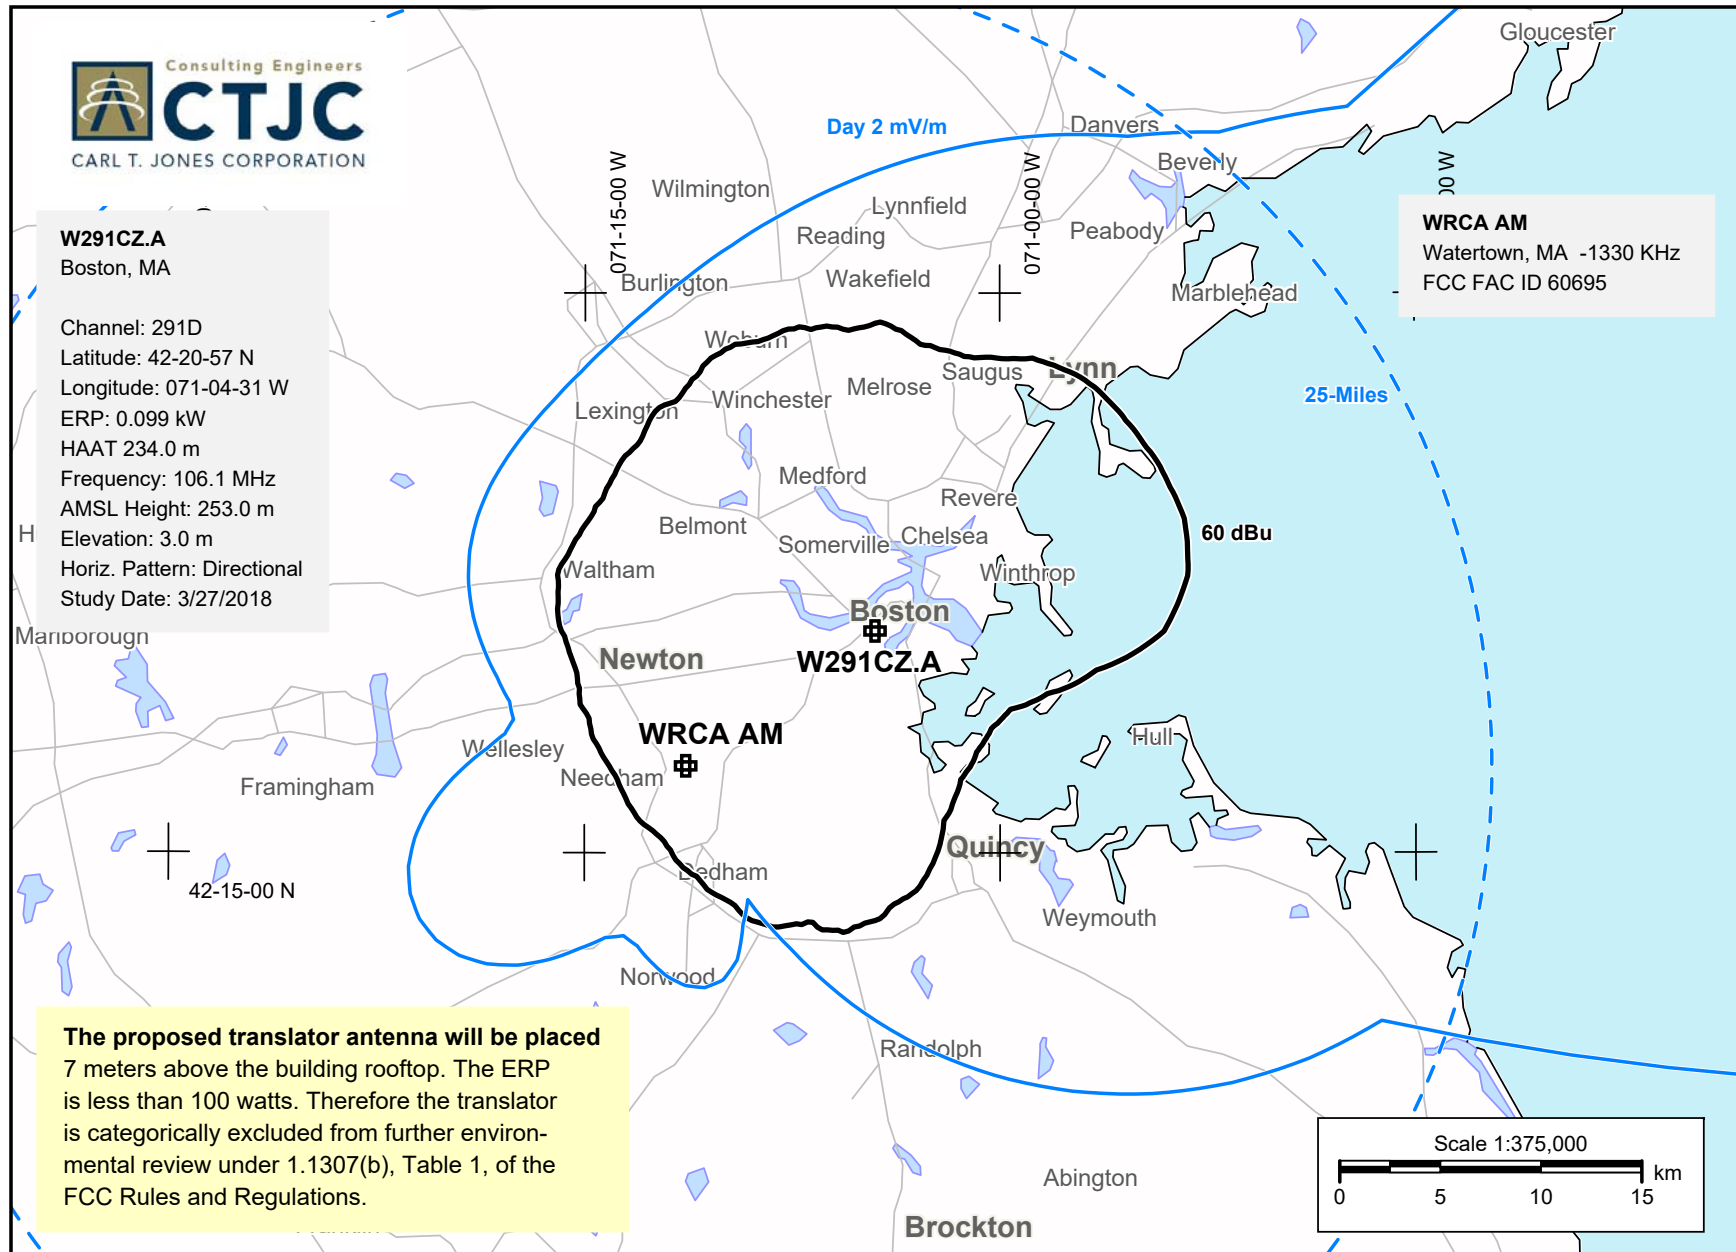 Consulting Engineers
CTJC
CARL T. JONES CORPORATION
W291CZ.A
Boston, MA
Channel: 291D
Latitude: 42-20-57 N
Longitude: 071-04-31 W
ERP: 0.099 kW
HAAT 234.0 m
Frequency: 106.1 MHz
AMSL Height: 253.0 m
Elevation: 3.0 m
Horiz. Pattern: Directional
Study Date: 3/27/2018
WRCA AM
Watertown, MA -1330 KHz
FCC FAC ID 60695
Gloucester
Day 2 mV/m
Danvers
Beverly
071-15-00 W
071-00-00 W
00 W
Wilmington
Lynnfield
Reading
Peabody
Wakefield
Burlington
Marblehead
Woburn
Saugus
Lynn
Melrose
Winchester
Lexington
25-Miles
Medford
Revere
Belmont
Somerville
Chelsea
60 dBu
Waltham
Winthrop
Boston
W291CZ.A
Marlborough
Newton
WRCA AM
Hull
Wellesley
Needham
Framingham
Quincy
Dedham
42-15-00 N
Weymouth
Norwood
Randolph
Abington
Brockton
The proposed translator antenna will be placed
7 meters above the building rooftop. The ERP
is less than 100 watts. Therefore the translator
is categorically excluded from further environ-
mental review under 1.1307(b), Table 1, of the
FCC Rules and Regulations.
Scale 1:375,000
km
0 5 10 15